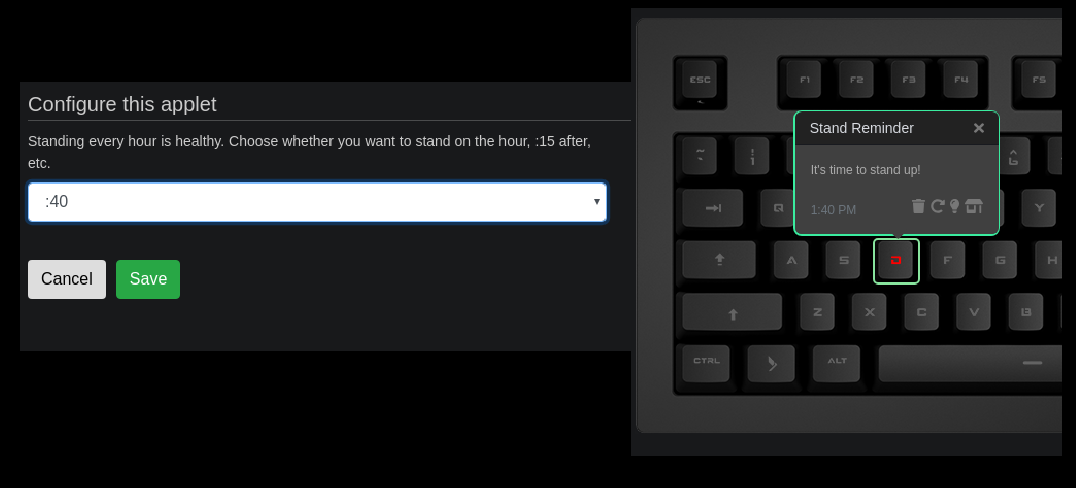 Configure this applet
Standing every hour is healthy. Choose whether you want to stand on the hour, :15 after,
etc.
:40
Cancel Save
ESC F1 F2 F3 F4 F5
Stand Reminder
It's time to stand up!
1:40 PM
~
! 1
6
Q Y
A S D F G H
Z X C V B
CTRL ALT